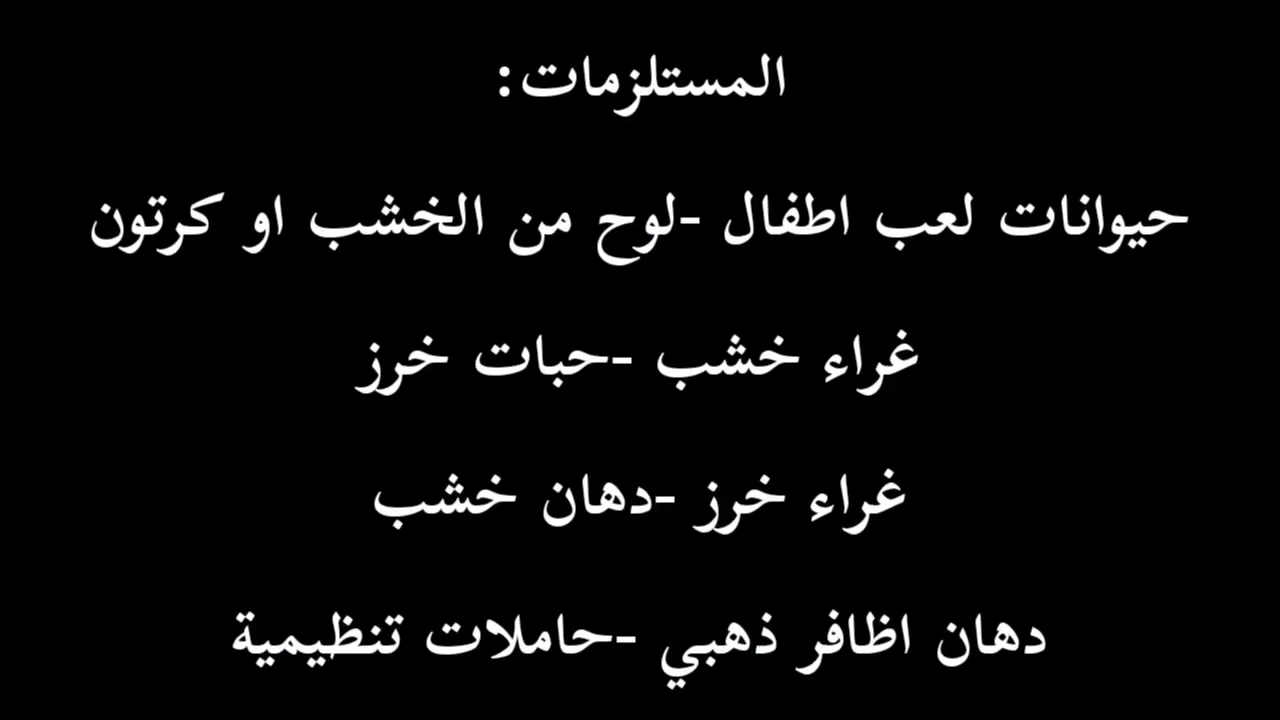 المستلزمات:
حيوانات لعب اطفال -لوح من الخشب او كرتون
غراء خشب -حبات خرز
غراء خرز -دهان خشب
دهان اظافر ذهبي -حاملات تنظيمية